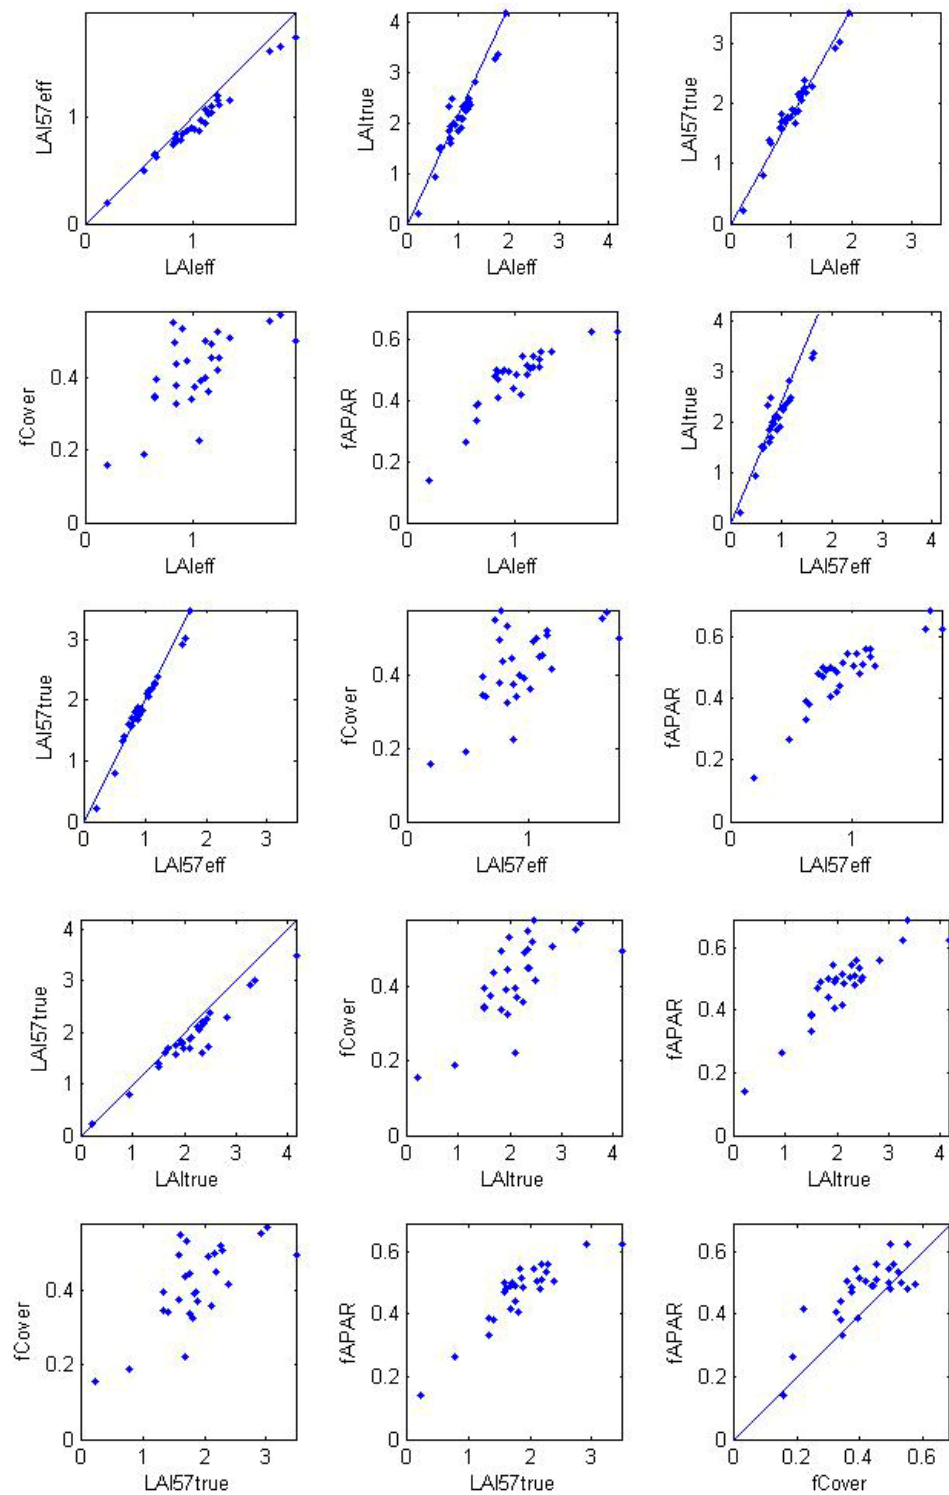 LAI57eff
1
0
0
1
LAIeff
LAItrue
4
3
2
1
0
0 1 2 3 4
LAIeff
LAI57true
3
2
1
0
0 1 2 3
LAIeff
fCover
0.4
0.2
0
0 1
LAIeff
fAPAR
0.6
0.4
0.2
0
0 1
LAIeff
LAItrue
4
3
2
1
0
0 1 2 3 4
LAI57eff
LAI57true
3
2
1
0
0 1 2 3
LAI57eff
fCover
0.4
0.2
0
0 1
LAI57eff
fAPAR
0.6
0.4
0.2
0
0 1
LAI57eff
LAI57true
4
3
2
1
0
0 1 2 3 4
LAItrue
fCover
0.4
0.2
0
0 1 2 3 4
LAItrue
fAPAR
0.6
0.4
0.2
0
0 1 2 3 4
LAItrue
fCover
0.4
0.2
0
0 1 2 3
LAI57true
fAPAR
0.6
0.4
0.2
0
0 1 2 3
LAI57true
fAPAR
0.6
0.4
0.2
0
0 0.2 0.4 0.6
fCover